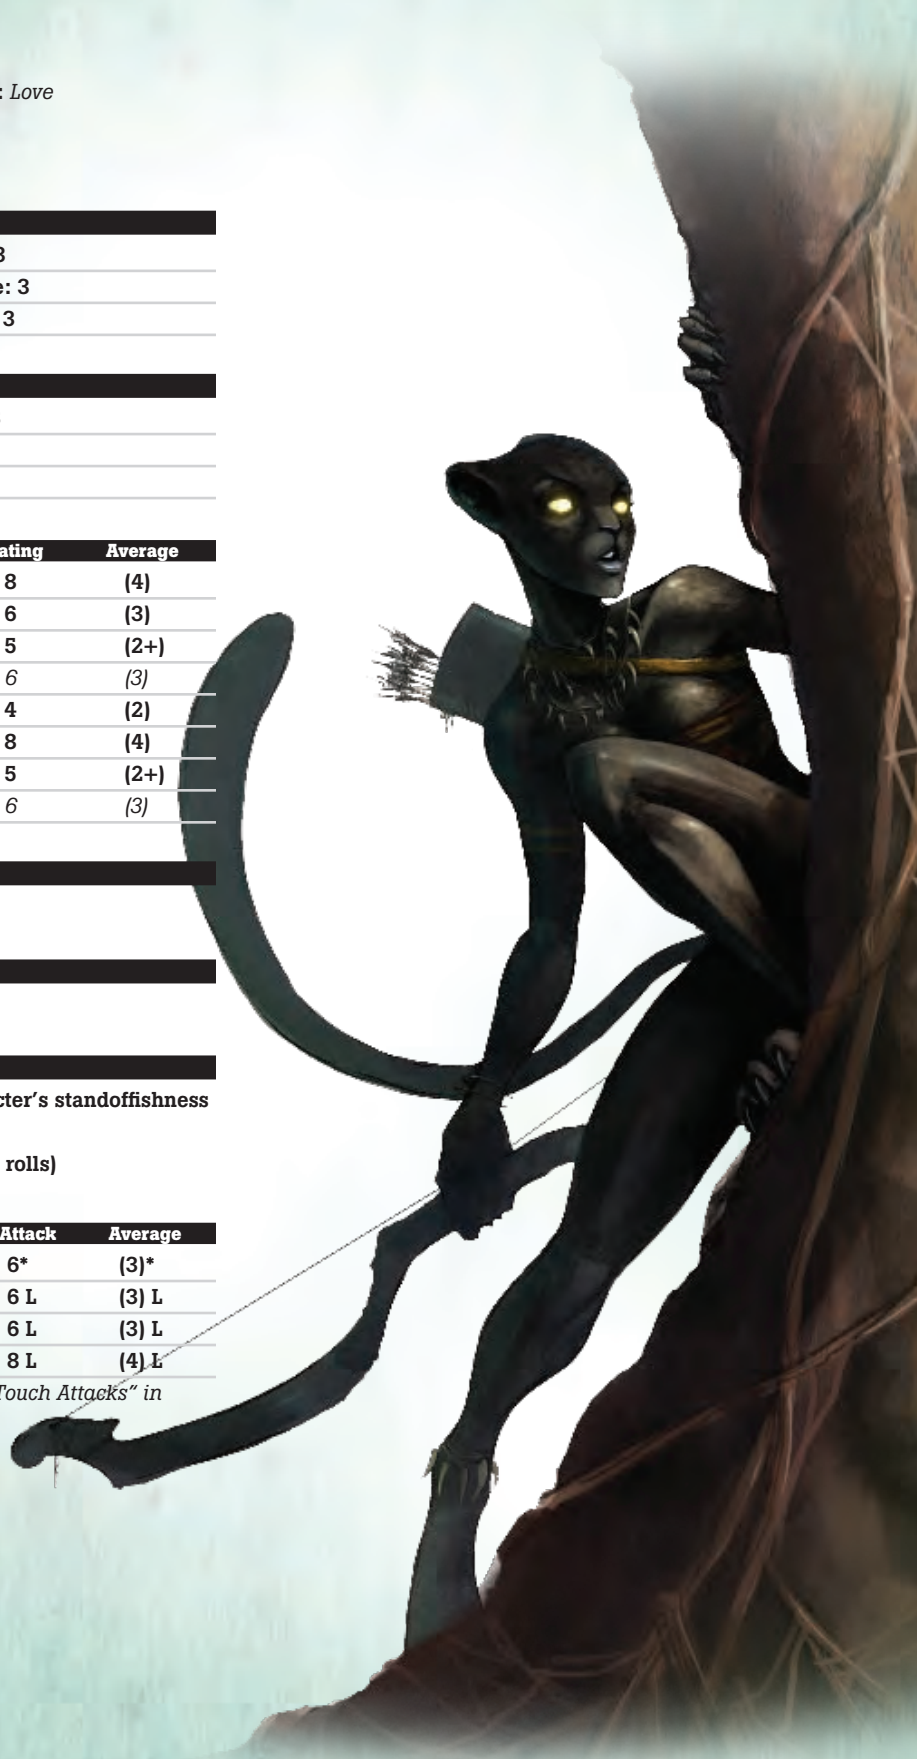 : Love
3
e: 3
3
ating Average
8 (4)
6 (3)
5 (2+)
6 (3)
4 (2)
8 (4)
5 (2+)
6 (3)
cter's standoffishness
rolls)
Attack Average
6* (3)*
6 L (3) L
6 L (3) L
8 L (4) L
Touch Attacks” in